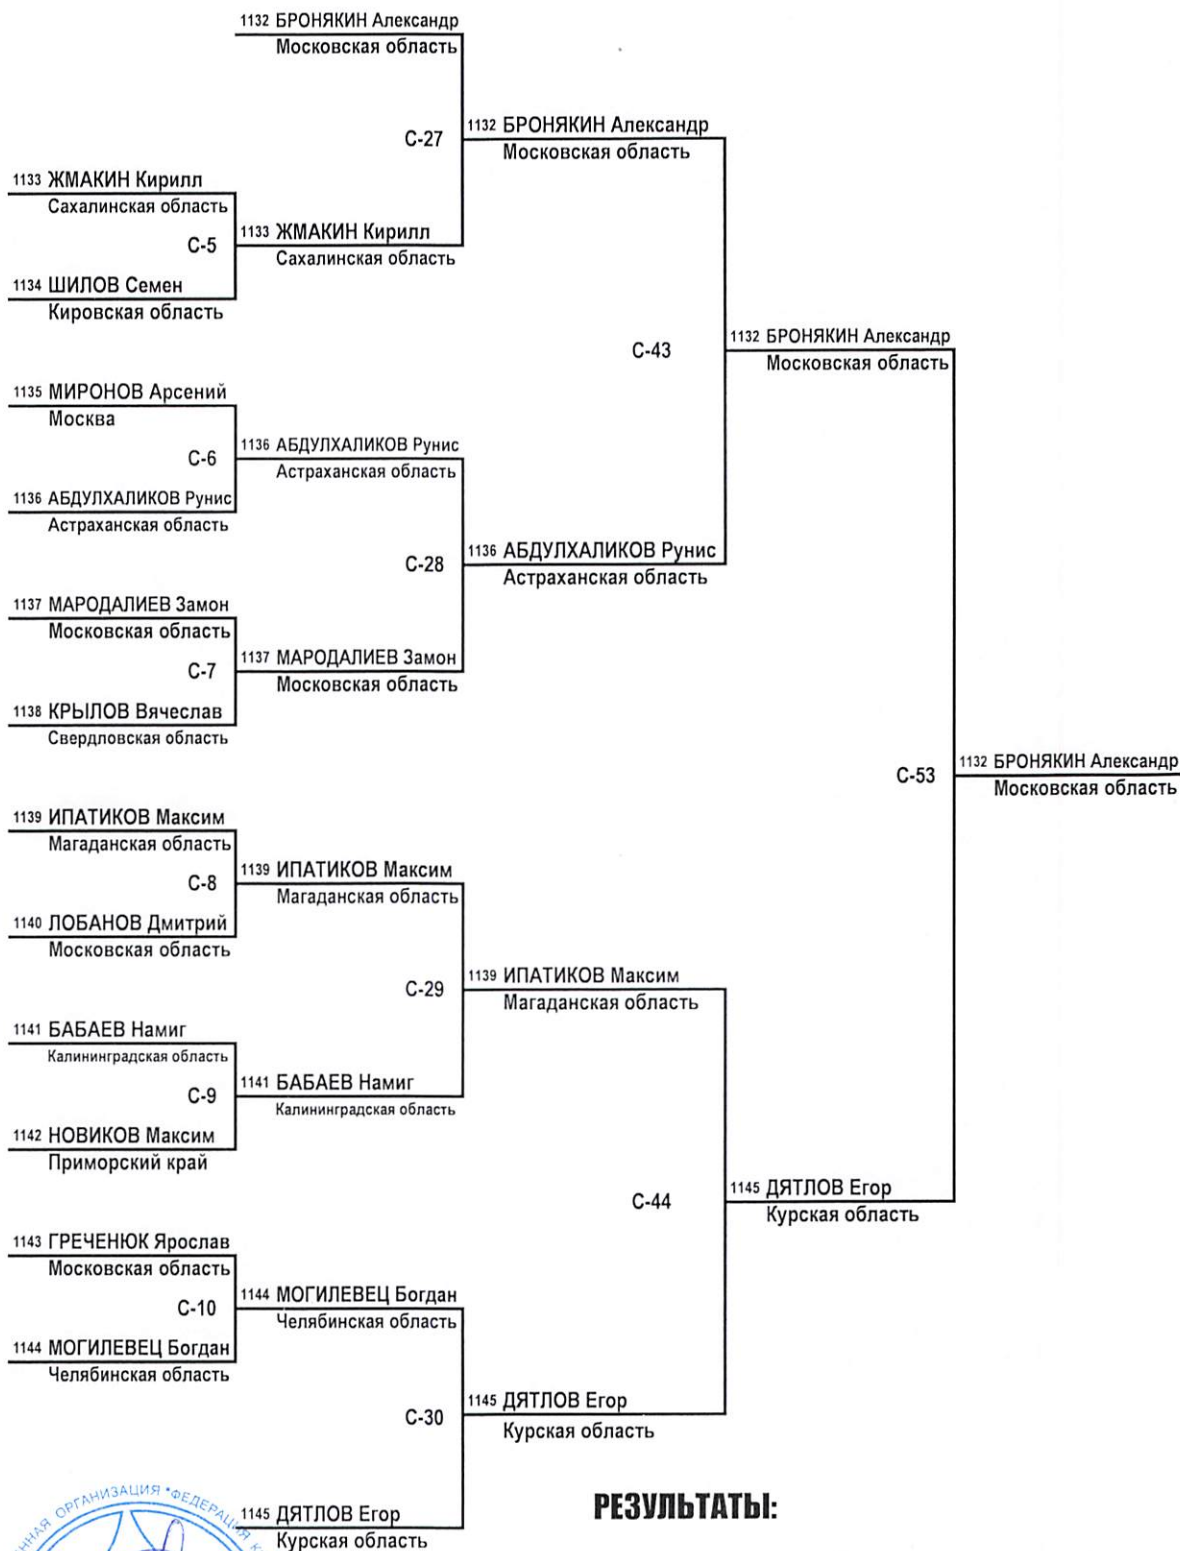 1132 БРОНЯКИН Александр
Московская область
С-27
1132 БРОНЯКИН Александр
Московская область
1133 ЖМАКИН Кирилл
Сахалинская область
С-5
1133 ЖМАКИН Кирилл
Сахалинская область
1134 ШИЛОВ Семен
Кировская область
С-43
1132 БРОНЯКИН Александр
Московская область
1135 МИРОНОВ Арсений
Москва
С-6
1136 АБДУЛХАЛИКОВ Рунис
Астраханская область
1136 АБДУЛХАЛИКОВ Рунис
Астраханская область
С-28
1136 АБДУЛХАЛИКОВ Рунис
Астраханская область
1137 МАРОДАЛИЕВ Замон
Московская область
С-7
1137 МАРОДАЛИЕВ Замон
Московская область
1138 КРЫЛОВ Вячеслав
Свердловская область
С-53
1132 БРОНЯКИН Александр
Московская область
1139 ИПАТИКОВ Максим
Магаданская область
С-8
1139 ИПАТИКОВ Максим
Магаданская область
1140 ЛОБАНОВ Дмитрий
Московская область
С-29
1139 ИПАТИКОВ Максим
Магаданская область
1141 БАБАЕВ Намиг
Калининградская область
С-9
1141 БАБАЕВ Намиг
Калининградская область
1142 НОВИКОВ Максим
Приморский край
С-44
1145 ДЯТЛОВ Егор
Курская область
1143 ГРЕЧЕНЮК Ярослав
Московская область
С-10
1144 МОГИЛЕВЕЦ Богдан
Челябинская область
1144 МОГИЛЕВЕЦ Богдан
Челябинская область
С-30
1145 ДЯТЛОВ Егор
Курская область
1145 ДЯТЛОВ Егор
Курская область
РЕЗУЛЬТАТЫ:
ОРГАНИЗАЦИЯ